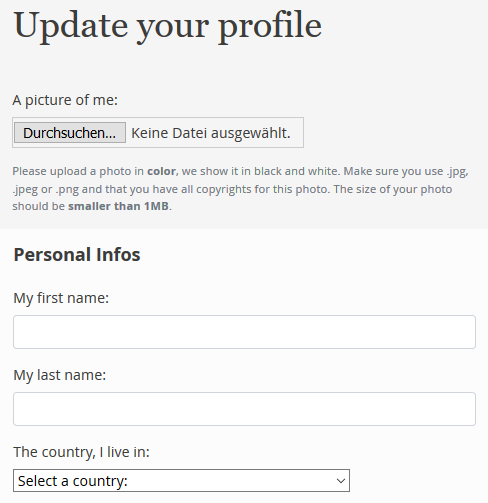 Update your profile
A picture of me:
Durchsuchen... Keine Datei ausgewählt.
Please upload a photo in color, we show it in black and white. Make sure you use .jpg,
.jpeg or .png and that you have all copyrights for this photo. The size of your photo
should be smaller than 1MB.
Personal Infos
My first name:
My last name:
The country, I live in:
Select a country: